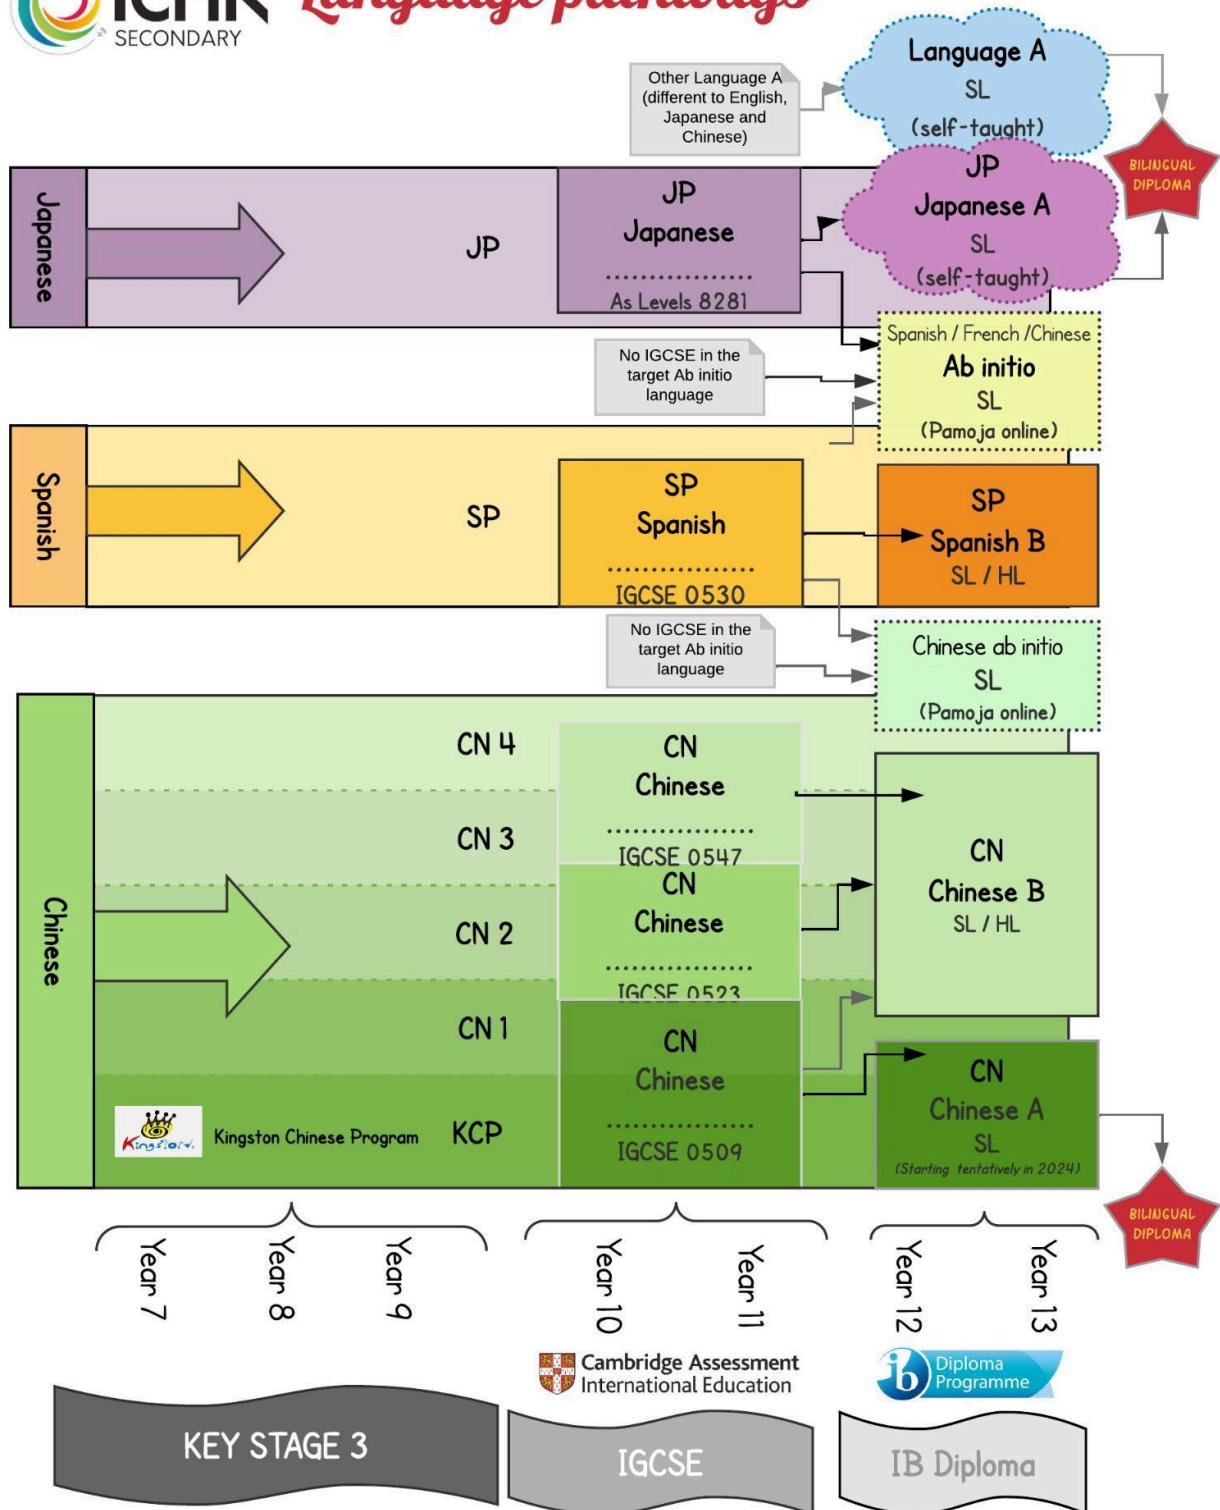 ICHK
SECONDARY
Language pathways
Other Language A
(different to English,
Japanese and
Chinese)
Language A
SL
(self-taught)
BILINGUAL
DIPLOMA
Japanese
JP
JP
Japanese
.................
As Levels 8281
JP
Japanese A
SL
(self-taught)
No IGCSE in the
target Ab initio
language
Spanish / French /Chinese
Ab initio
SL
(Pamoja online)
Spanish
SP
SP
Spanish
.................
IGCSE 0530
SP
Spanish B
SL / HL
No IGCSE in the
target Ab initio
language
Chinese ab initio
SL
(Pamoja online)
Chinese
CN 4
CN 3
CN 2
CN 1
Kingston
Kingston Chinese Program
KCP
CN
Chinese
.................
IGCSE 0547
CN
Chinese
.................
IGCSE 0523
CN
Chinese
.................
IGCSE 0509
CN
Chinese B
SL / HL
CN
Chinese A
SL
(Starting tentatively in 2024)
BILINGUAL
DIPLOMA
Year 7
Year 8
Year 9
Year 10
Year 11
Year 12
Year 13
Cambridge Assessment
International Education
ib
Diploma
Programme
KEY STAGE 3
IGCSE
IB Diploma